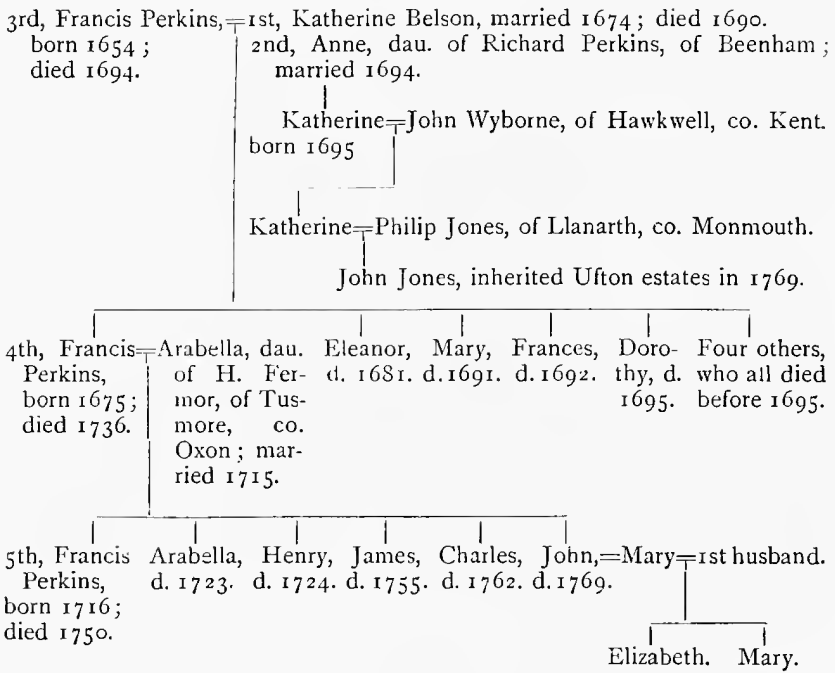 3rd, Francis Perkins,=1st, Katherine Belson, married 1674; died 1690.
born 1654; 2nd, Anne, dau. of Richard Perkins, of Beenham;
died 1694. married 1694.
Katherine=John Wyborne, of Hawkwell, co. Kent.
born 1695
Katherine=Philip Jones, of Llanarth, co. Monmouth.
John Jones, inherited Ufton estates in 1769.
4th, Francis=Arabella, dau. Eleanor, Mary, Frances, Doro- Four others,
Perkins, of H. Fer- d. 1681. d. 1691. d. 1692. thy, d. who all died
born 1675; mor, of Tus- 1695. before 1695.
died 1736. more, co.
Oxon; mar-
ried 1715.
5th, Francis Arabella, Henry, James, Charles, John,=Mary=1st husband.
Perkins, d. 1723. d. 1724. d. 1755. d. 1762. d. 1769.
born 1716;
died 1750.
Elizabeth. Mary.